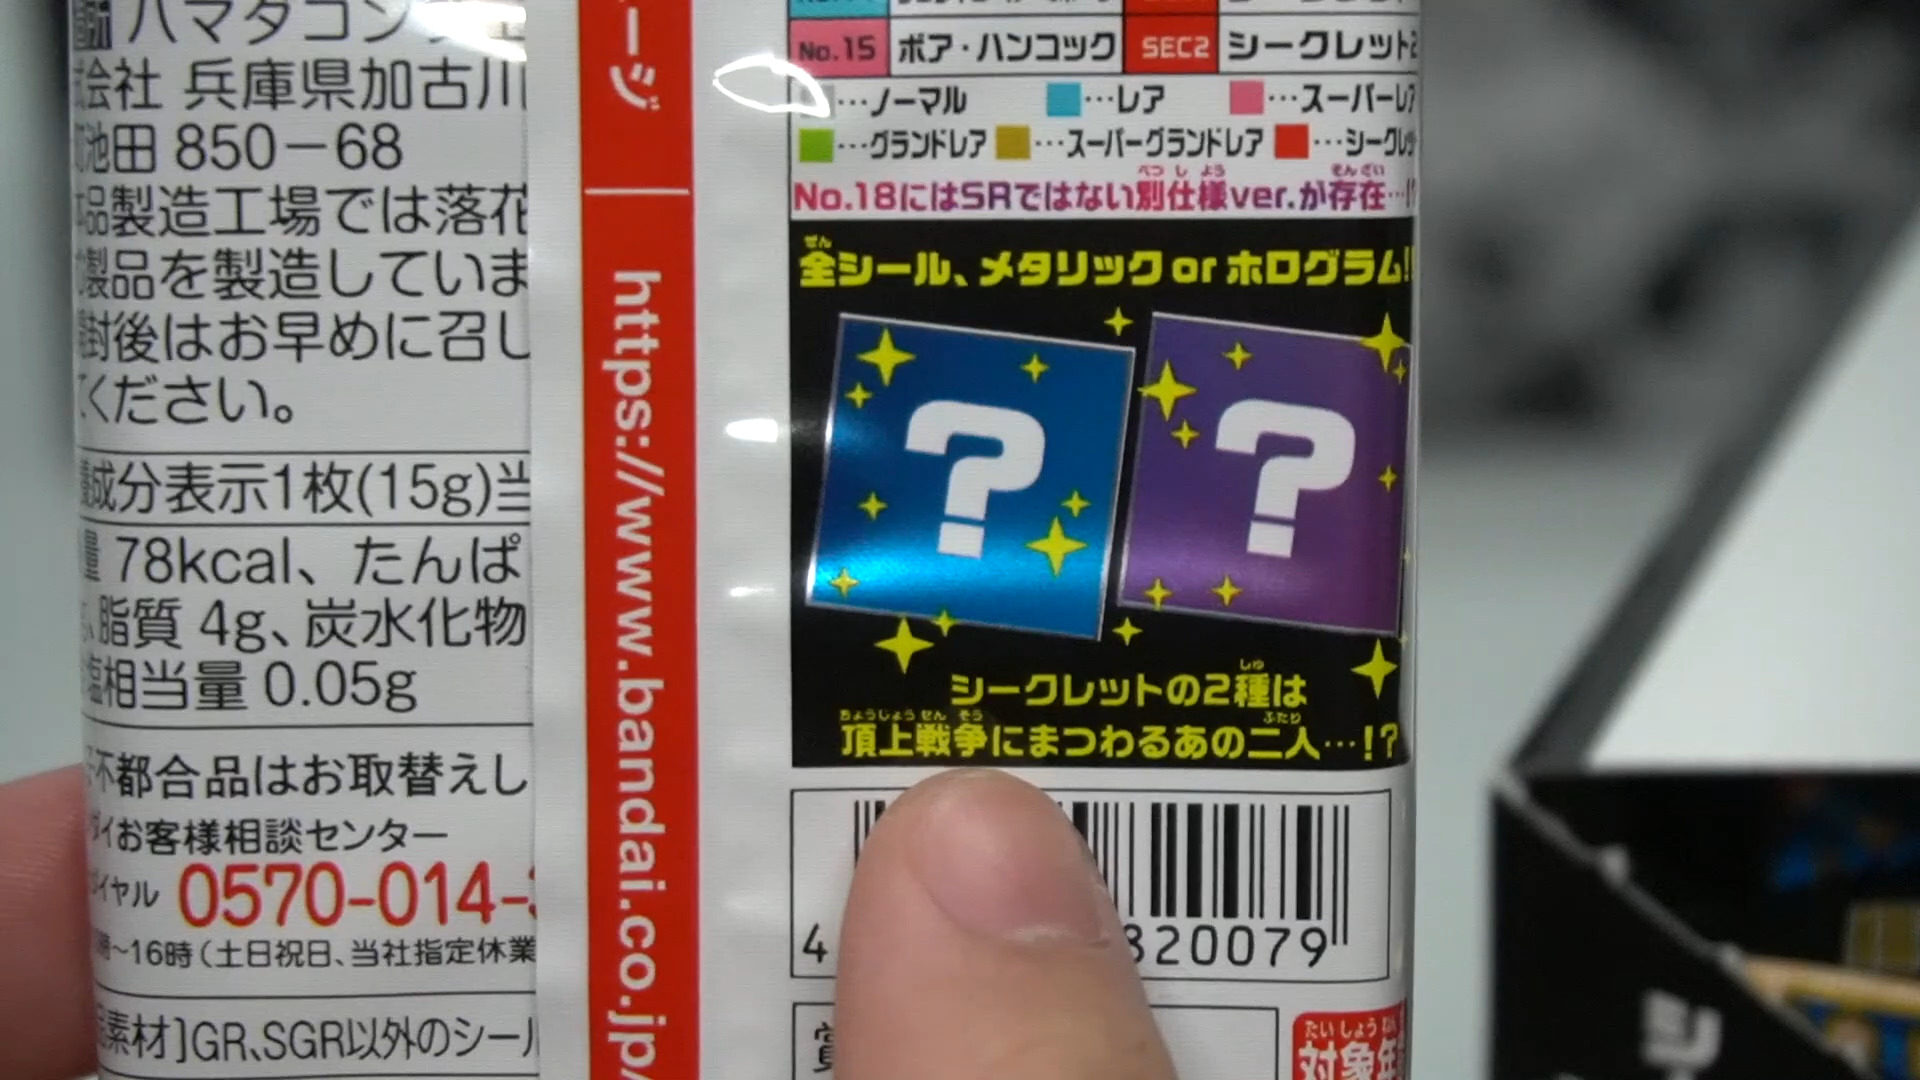 ハマダコン
会社 兵庫県加古川
池田 850-68
品製造工場では落花
製品を製造していま
封後はお早めに召し
ください。
成分表示1枚(15g)当
量 78kcal、たんぱ
脂質 4g、炭水化物
相当量 0.05g
不都合品はお取替えし
イお客様相談センター
イヤル 0570-014-
時~16時(土日祝日、当社指定休業
素材]GR、SGR以外のシール
ージ
https://www.bandai.co.jp/
No.15 ボア・ハンコック SEC2 シークレット2
…ノーマル …レア …スーパーレア
…グランドレア …スーパーグランドレア …シークレッ
No.18にはSRではない別仕様ver.が存在…!?
全シール、メタリック or ホログラム!!
?
?
シークレットの2種は
頂上戦争にまつわるあの二人…!?
4 820079
賞
対象年
シ